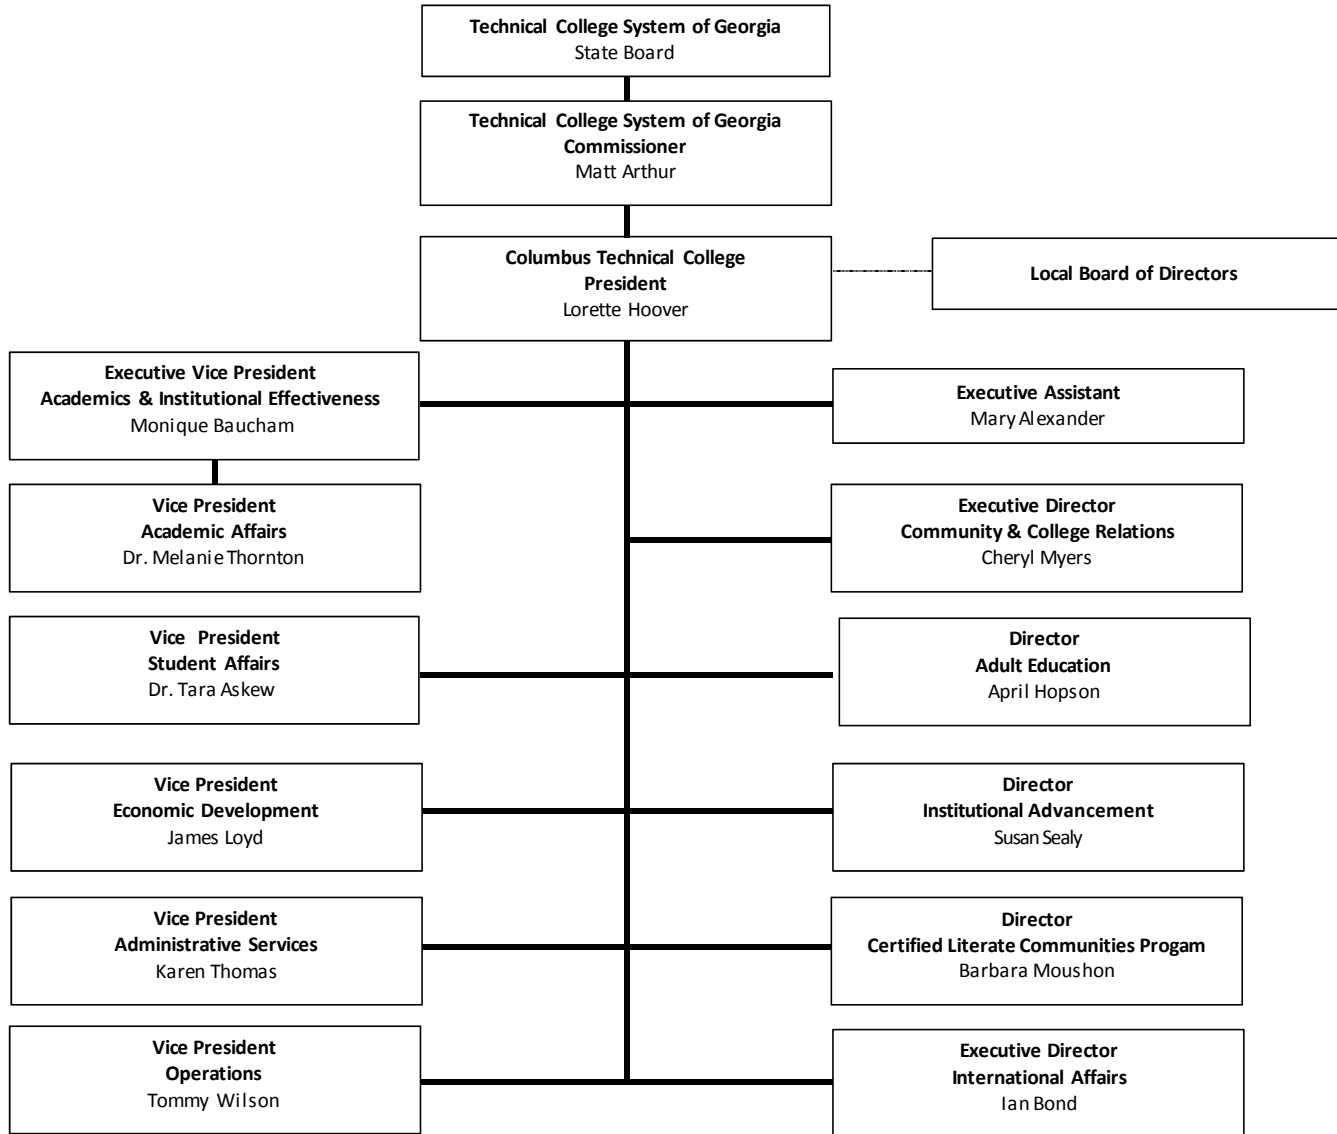 Technical College System of Georgia
State Board
Technical College System of Georgia
Commissioner
Matt Arthur
Columbus Technical College
President
Lorette Hoover
Local Board of Directors
Executive Vice President
Academics & Institutional Effectiveness
Monique Baucham
Executive Assistant
Mary Alexander
Vice President
Academic Affairs
Dr. Melanie Thornton
Executive Director
Community & College Relations
Cheryl Myers
Vice President
Student Affairs
Dr. Tara Askew
Director
Adult Education
April Hopson
Vice President
Economic Development
James Loyd
Director
Institutional Advancement
Susan Sealy
Vice President
Administrative Services
Karen Thomas
Director
Certified Literate Communities Progam
Barbara Moushon
Vice President
Operations
Tommy Wilson
Executive Director
International Affairs
Ian Bond